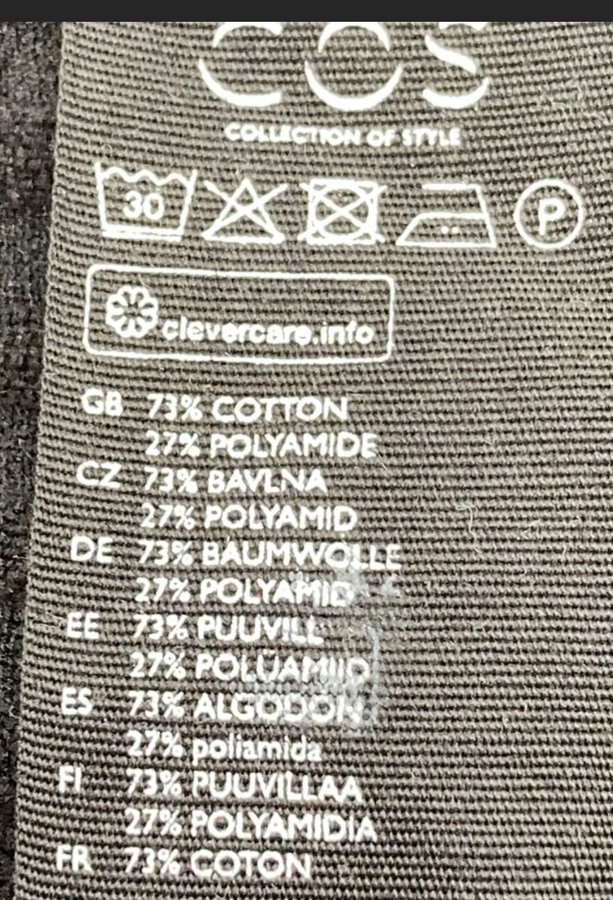 COS
COLLECTION OF STYLE
30
P
clevercare.info
GB 73% COTTON
27% POLYAMIDE
CZ 73% BAVLNA
27% POLYAMID
DE 73% BAUMWOLLE
27% POLYAMID
EE 73% PUUVILL
27% POLÜAMIID
ES 73% ALGODON
27% poliamida
FI 73% PUUVILLAA
27% POLYAMIDIA
FR 73% COTON